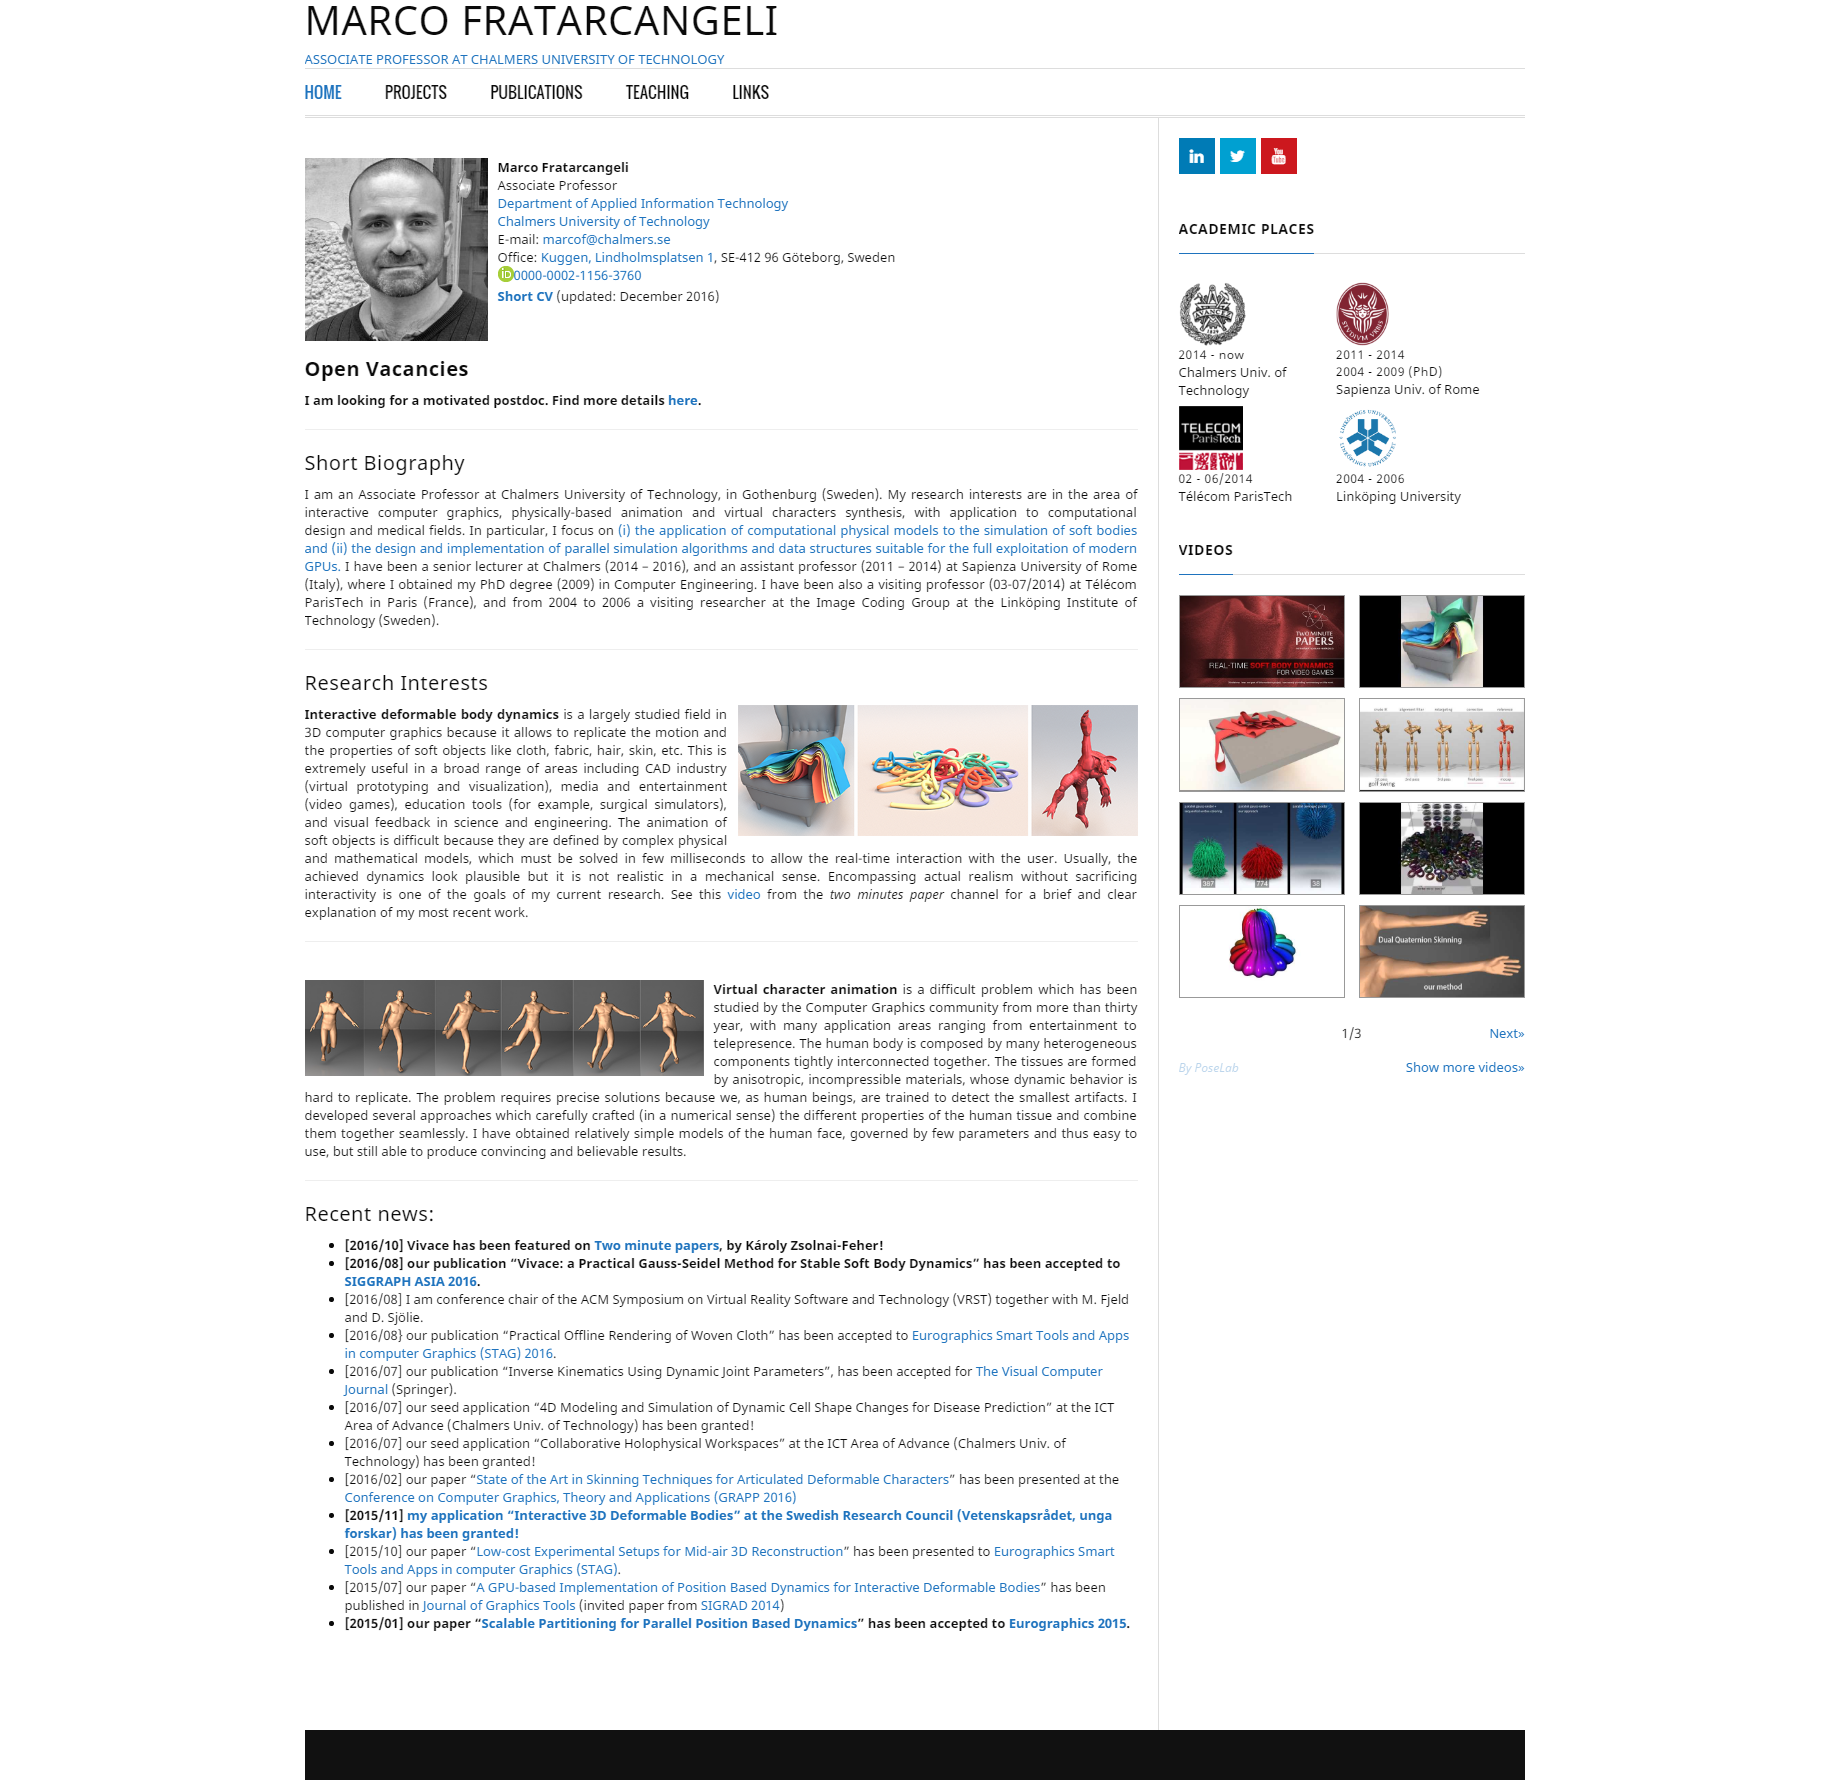 MARCO FRATARCANGELI
ASSOCIATE PROFESSOR AT CHALMERS UNIVERSITY OF TECHNOLOGY
HOME PROJECTS PUBLICATIONS TEACHING LINKS
Marco Fratarcangeli
Associate Professor
Department of Applied Information Technology
Chalmers University of Technology
E-mail: marcof@chalmers.se
Office: Kuggen, Lindholmsplatsen 1, SE-412 96 Göteborg, Sweden
iD 0000-0002-1156-3760
Short CV (updated: December 2016)
Open Vacancies
I am looking for a motivated postdoc. Find more details here.
Short Biography
I am an Associate Professor at Chalmers University of Technology, in Gothenburg (Sweden). My research interests are in the area of
interactive computer graphics, physically-based animation and virtual characters synthesis, with application to computational
design and medical fields. In particular, I focus on (i) the application of computational physical models to the simulation of soft bodies
and (ii) the design and implementation of parallel simulation algorithms and data structures suitable for the full exploitation of modern
GPUs. I have been a senior lecturer at Chalmers (2014 – 2016), and an assistant professor (2011 – 2014) at Sapienza University of Rome
(Italy), where I obtained my PhD degree (2009) in Computer Engineering. I have been also a visiting professor (03-07/2014) at Télécom
ParisTech in Paris (France), and from 2004 to 2006 a visiting researcher at the Image Coding Group at the Linköping Institute of
Technology (Sweden).
Research Interests
Interactive deformable body dynamics is a largely studied field in
3D computer graphics because it allows to replicate the motion and
the properties of soft objects like cloth, fabric, hair, skin, etc. This is
extremely useful in a broad range of areas including CAD industry
(virtual prototyping and visualization), media and entertainment
(video games), education tools (for example, surgical simulators),
and visual feedback in science and engineering. The animation of
soft objects is difficult because they are defined by complex physical
and mathematical models, which must be solved in few milliseconds to allow the real-time interaction with the user. Usually, the
achieved dynamics look plausible but it is not realistic in a mechanical sense. Encompassing actual realism without sacrificing
interactivity is one of the goals of my current research. See this video from the two minutes paper channel for a brief and clear
explanation of my most recent work.
Virtual character animation is a difficult problem which has been
studied by the Computer Graphics community from more than thirty
year, with many application areas ranging from entertainment to
telepresence. The human body is composed by many heterogeneous
components tightly interconnected together. The tissues are formed
by anisotropic, incompressible materials, whose dynamic behavior is
hard to replicate. The problem requires precise solutions because we, as human beings, are trained to detect the smallest artifacts. I
developed several approaches which carefully crafted (in a numerical sense) the different properties of the human tissue and combine
them together seamlessly. I have obtained relatively simple models of the human face, governed by few parameters and thus easy to
use, but still able to produce convincing and believable results.
Recent news:
[2016/10] Vivace has been featured on Two minute papers, by Károly Zsolnai-Feher!
[2016/08] our publication “Vivace: a Practical Gauss-Seidel Method for Stable Soft Body Dynamics” has been accepted to
SIGGRAPH ASIA 2016.
[2016/08] I am conference chair of the ACM Symposium on Virtual Reality Software and Technology (VRST) together with M. Fjeld
and D. Sjölie.
[2016/08} our publication “Practical Offline Rendering of Woven Cloth” has been accepted to Eurographics Smart Tools and Apps
in computer Graphics (STAG) 2016.
[2016/07] our publication “Inverse Kinematics Using Dynamic Joint Parameters”, has been accepted for The Visual Computer
Journal (Springer).
[2016/07] our seed application “4D Modeling and Simulation of Dynamic Cell Shape Changes for Disease Prediction” at the ICT
Area of Advance (Chalmers Univ. of Technology) has been granted!
[2016/07] our seed application “Collaborative Holophysical Workspaces” at the ICT Area of Advance (Chalmers Univ. of
Technology) has been granted!
[2016/02] our paper “State of the Art in Skinning Techniques for Articulated Deformable Characters” has been presented at the
Conference on Computer Graphics, Theory and Applications (GRAPP 2016)
[2015/11] my application “Interactive 3D Deformable Bodies” at the Swedish Research Council (Vetenskapsrådet, unga
forskar) has been granted!
[2015/10] our paper “Low-cost Experimental Setups for Mid-air 3D Reconstruction” has been presented to Eurographics Smart
Tools and Apps in computer Graphics (STAG).
[2015/07] our paper “A GPU-based Implementation of Position Based Dynamics for Interactive Deformable Bodies” has been
published in Journal of Graphics Tools (invited paper from SIGRAD 2014)
[2015/01] our paper “Scalable Partitioning for Parallel Position Based Dynamics” has been accepted to Eurographics 2015.
in
You Tube
ACADEMIC PLACES
AVANCEZ
1829
STVDIVM VRBIS
2014 - now
Chalmers Univ. of
Technology
2011 - 2014
2004 - 2009 (PhD)
Sapienza Univ. of Rome
TELECOM
ParisTech
LINKÖPINGS UNIVERSITET
LINKÖPINGS UNIVERSITET
02 - 06/2014
Télécom ParisTech
2004 - 2006
Linköping University
VIDEOS
TWO MINUTE
PAPERS
REAL-TIME SOFT BODY DYNAMICS
FOR VIDEO GAMES
golf swing
387 774 38
Dual Quaternion Skinning
our method
1/3 Next»
By PoseLab Show more videos»